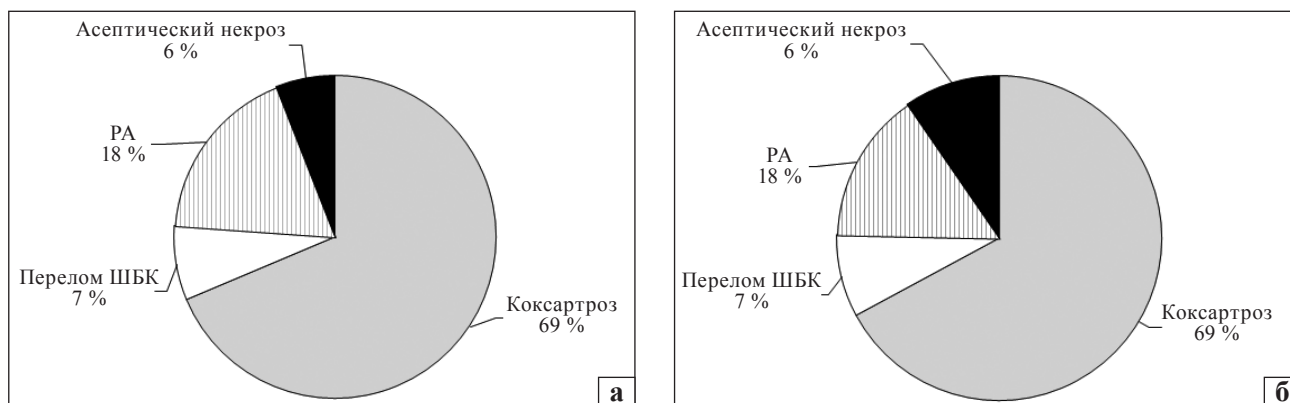 Асептический некроз
6 %
РА
18 %
Перелом ШБК
7 %
Коксартроз
69 %
а
Асептический некроз
6 %
РА
18 %
Перелом ШБК
7 %
Коксартроз
69 %
б